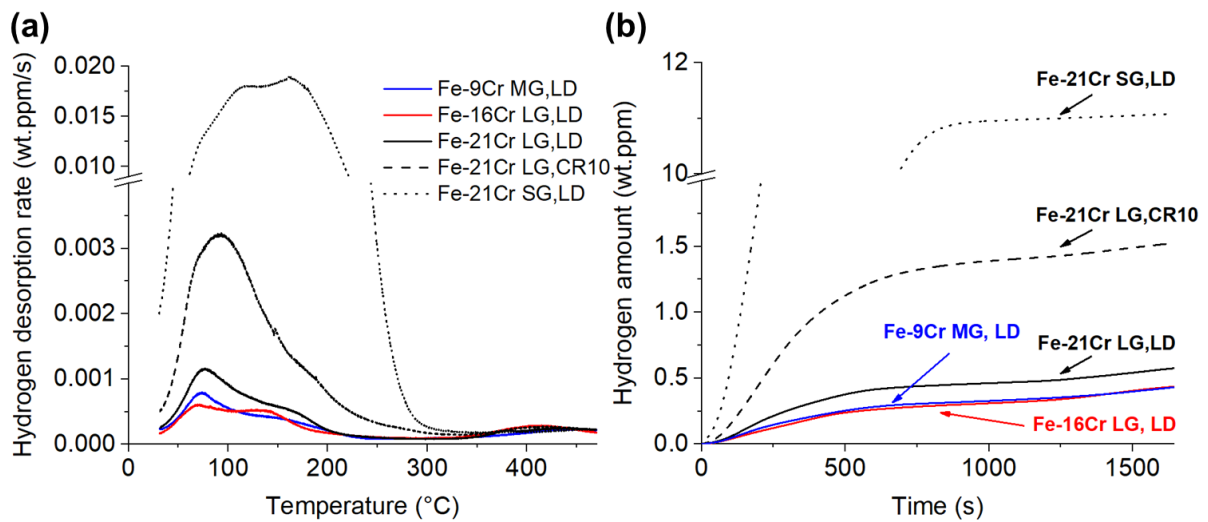 (a)
Hydrogen desorption rate (wt.ppm/s)
0.020
0.015
0.010
0.003
0.002
0.001
0.000
Fe-9Cr MG,LD
Fe-16Cr LG,LD
Fe-21Cr LG,LD
Fe-21Cr LG,CR10
Fe-21Cr SG,LD
0 100 200 300 400
Temperature (°C)
(b)
Hydrogen amount (wt.ppm)
12
10
1.5
1.0
0.5
0.0
Fe-21Cr SG,LD
Fe-21Cr LG,CR10
Fe-9Cr MG, LD
Fe-21Cr LG,LD
Fe-16Cr LG, LD
0 500 1000 1500
Time (s)